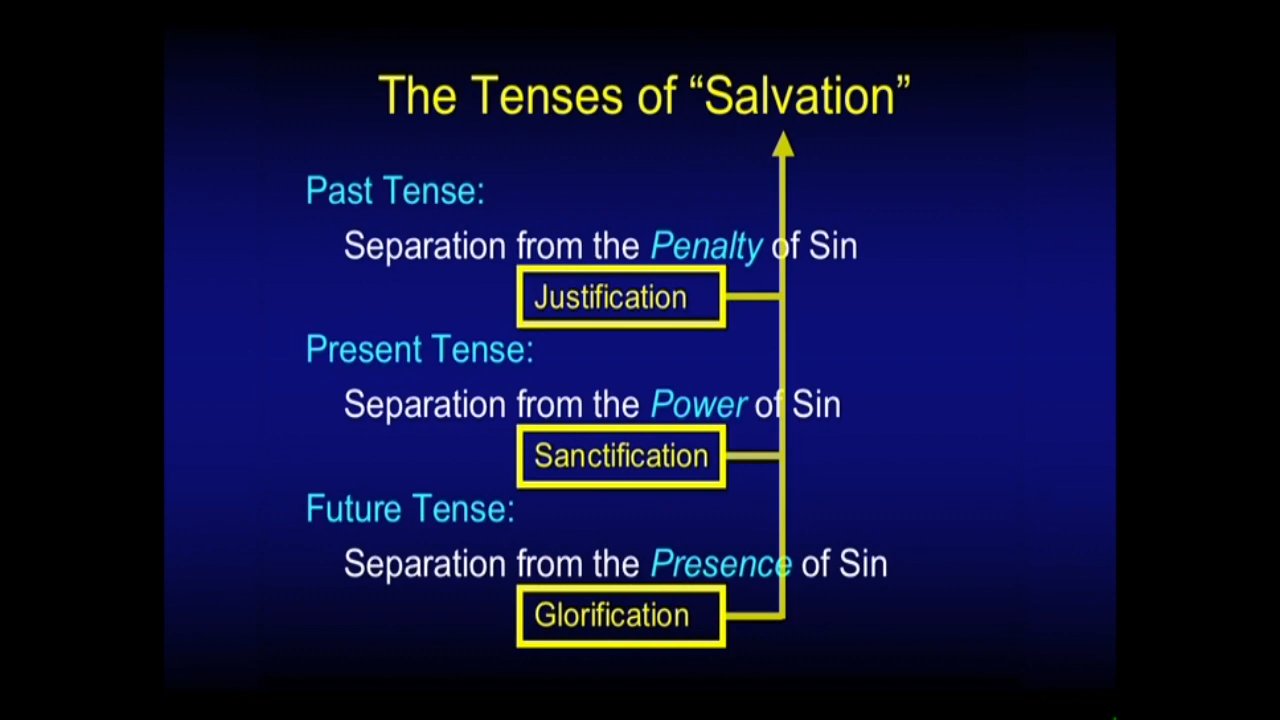 The Tenses of “Salvation”
Past Tense:
Separation from the Penalty of Sin
Justification
Present Tense:
Separation from the Power of Sin
Sanctification
Future Tense:
Separation from the Presence of Sin
Glorification